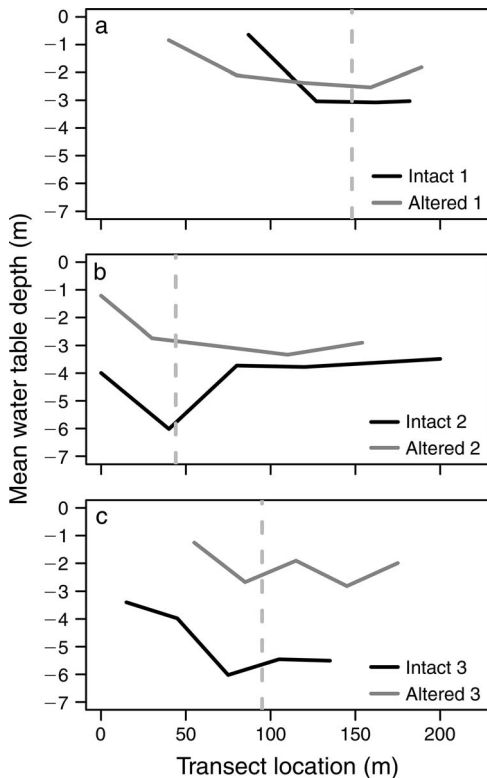 Mean water table depth (m)
a
0
−1
−2
−3
−4
−5
−6
−7
Intact 1
Altered 1
b
0
−1
−2
−3
−4
−5
−6
−7
Intact 2
Altered 2
c
0
−1
−2
−3
−4
−5
−6
−7
Intact 3
Altered 3
0 50 100 150 200
Transect location (m)